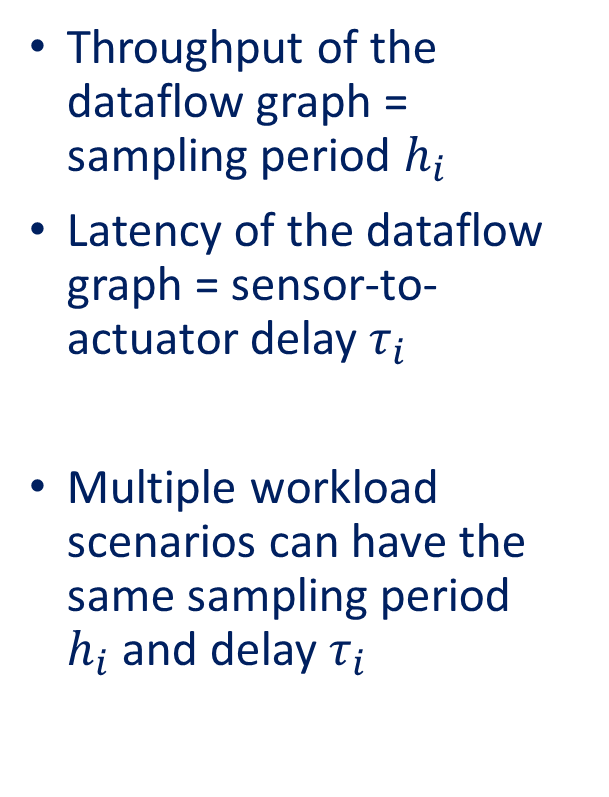 • Throughput of the
dataflow graph =
sampling period $h_i$
• Latency of the dataflow
graph = sensor-to-
actuator delay $\tau_i$
• Multiple workload
scenarios can have the
same sampling period
$h_i$ and delay $\tau_i$